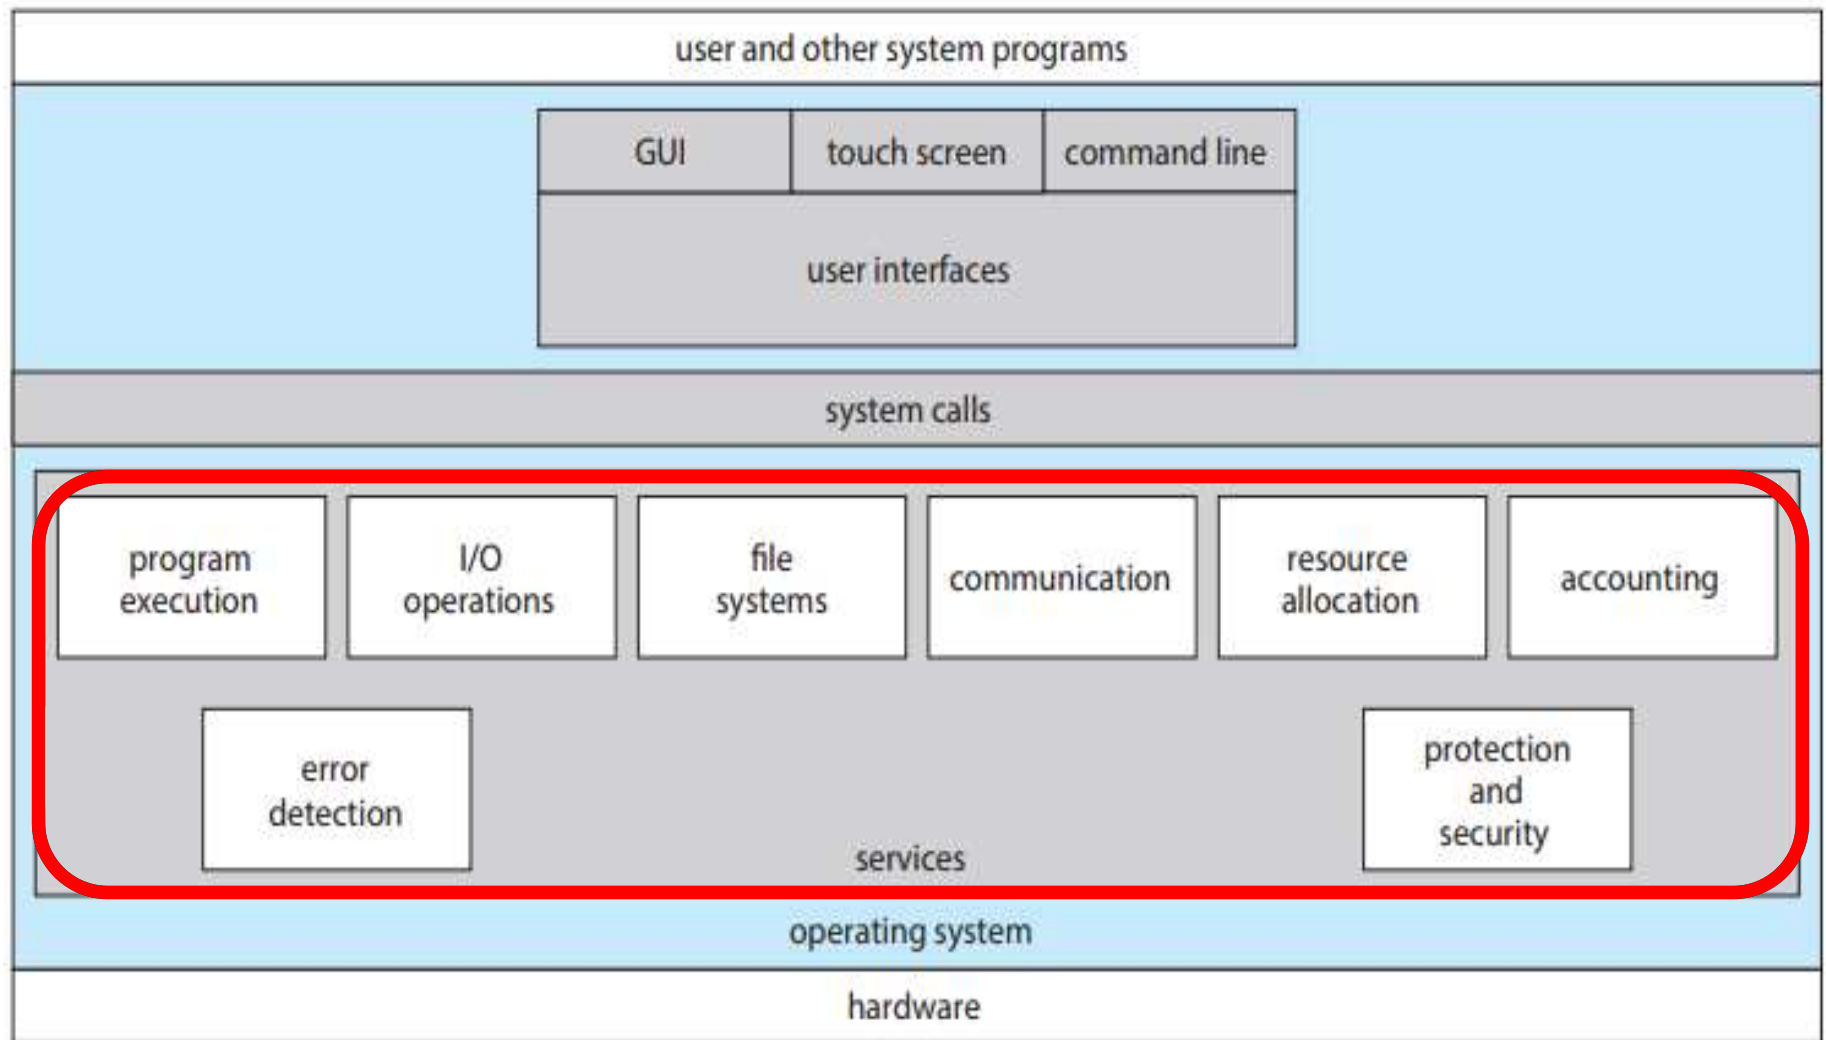 user and other system programs
GUI
touch screen
command line
user interfaces
system calls
program
execution
I/O
operations
file
systems
communication
resource
allocation
accounting
error
detection
protection
and
security
services
operating system
hardware